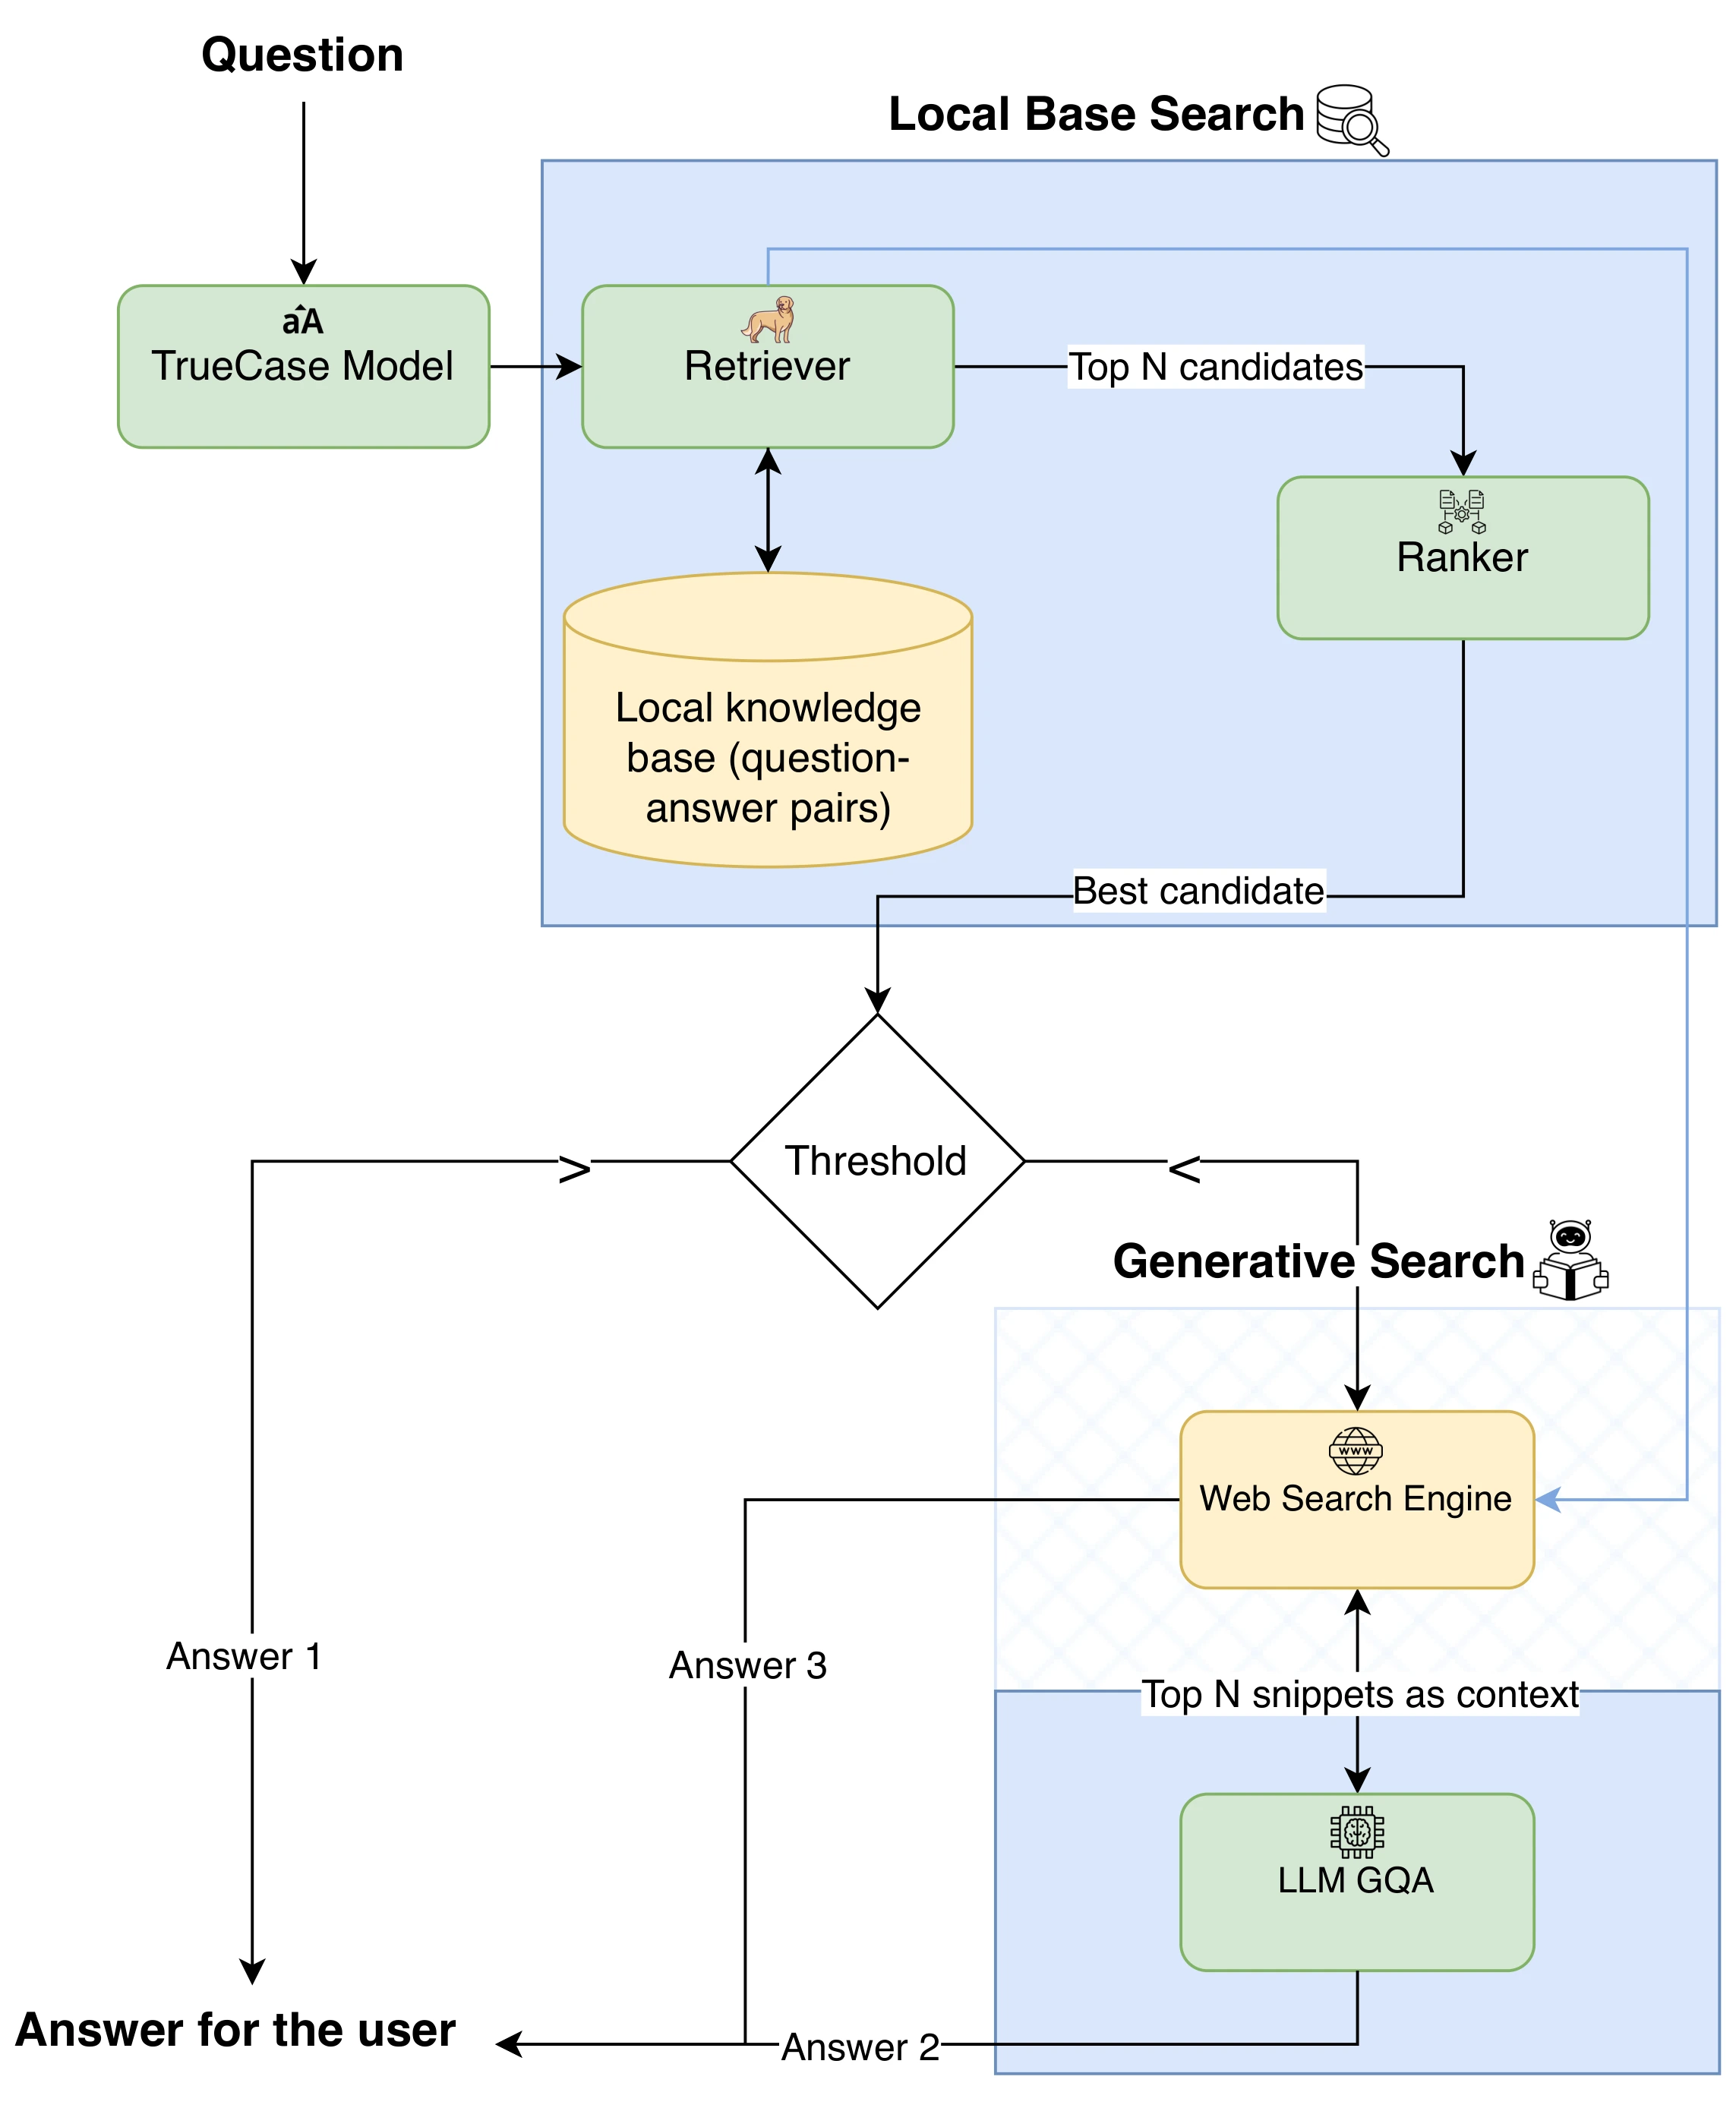 Question
Local Base Search
aA
TrueCase Model
Retriever
Top N candidates
Ranker
Local knowledge
base (question-
answer pairs)
Best candidate
Threshold
>
<
Generative Search
WWW
Web Search Engine
Answer 1
Answer 3
Top N snippets as context
LLM GQA
Answer for the user
Answer 2